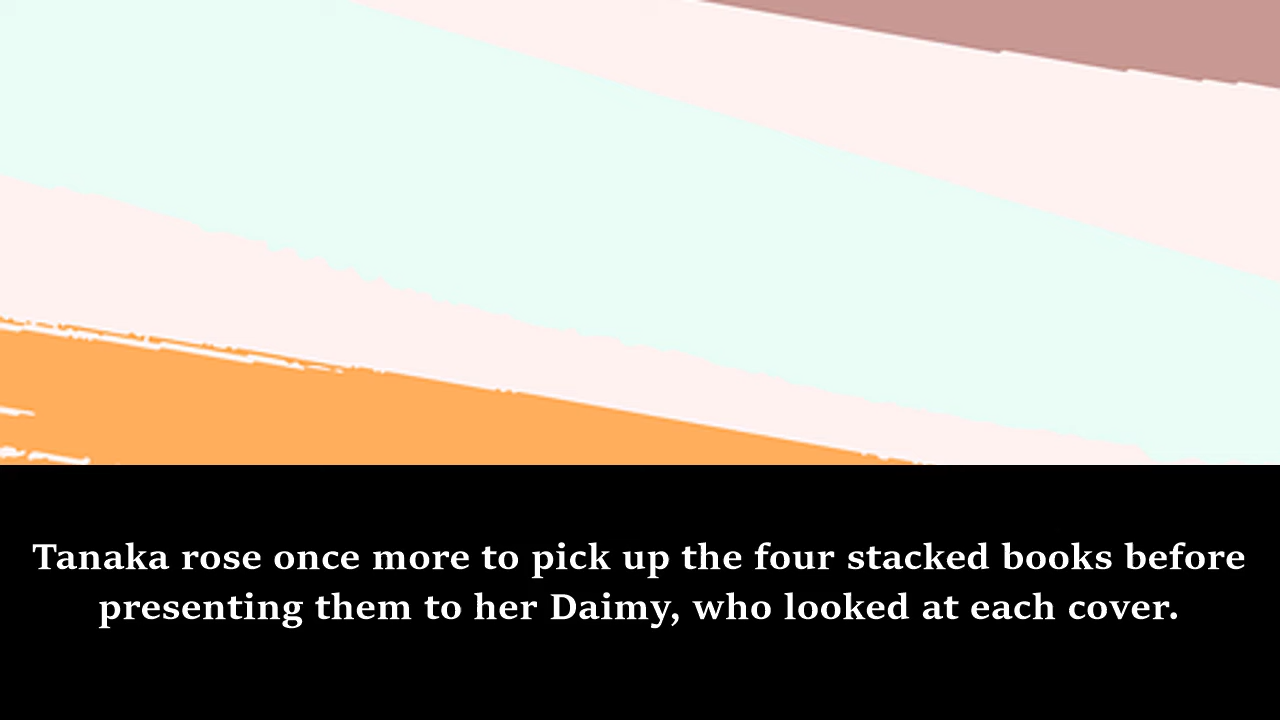 Tanaka rose once more to pick up the four stacked books before
presenting them to her Daimy, who looked at each cover.